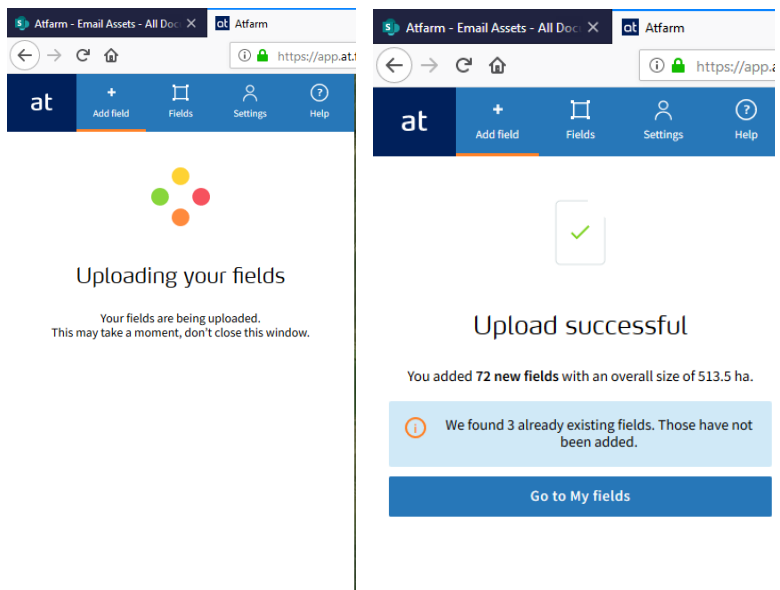 Atfarm - Email Assets - All Doc
at Atfarm
https://app.at.
at
Add field
Fields
Settings
Help
Uploading your fields
Your fields are being uploaded.
This may take a moment, don't close this window.
Atfarm - Email Assets - All Doc
at Atfarm
https://app.a
at
Add field
Fields
Settings
Help
Upload successful
You added 72 new fields with an overall size of 513.5 ha.
We found 3 already existing fields. Those have not
been added.
Go to My fields